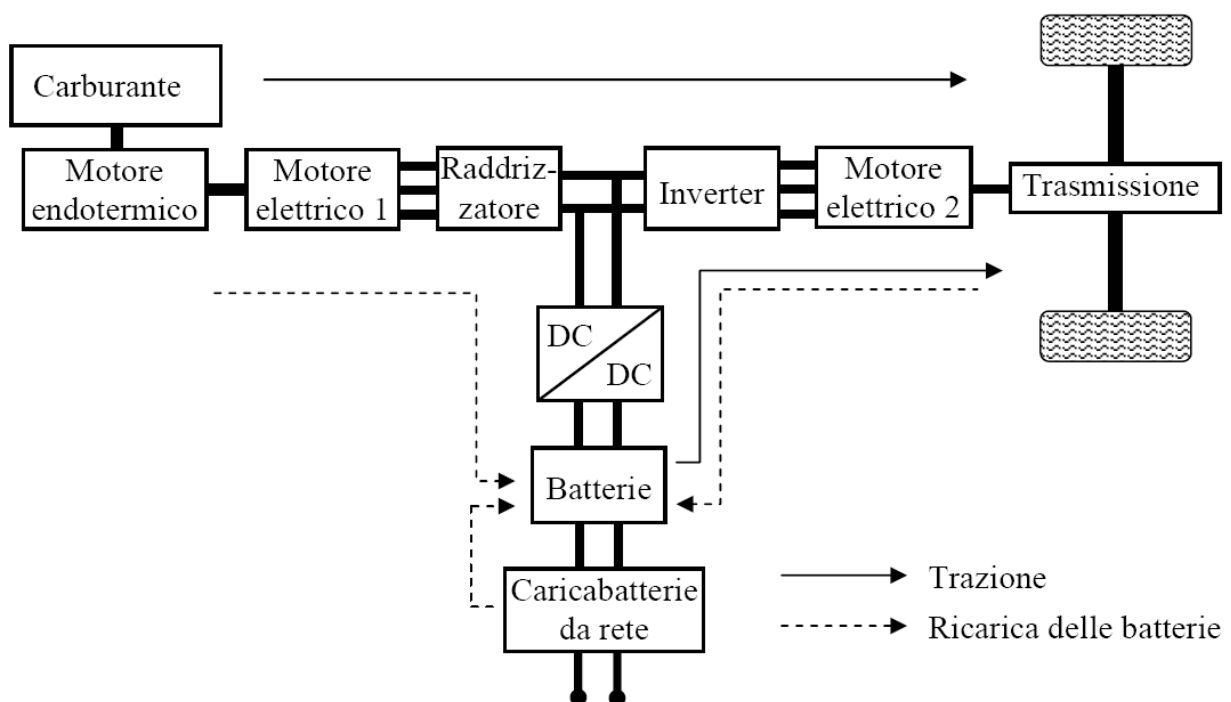 Carburante
Motore
endotermico
Motore
elettrico 1
Raddriz-
zatore
Inverter
Motore
elettrico 2
Trasmissione
DC
DC
Batterie
Caricabatterie
da rete
Trazione
Ricarica delle batterie